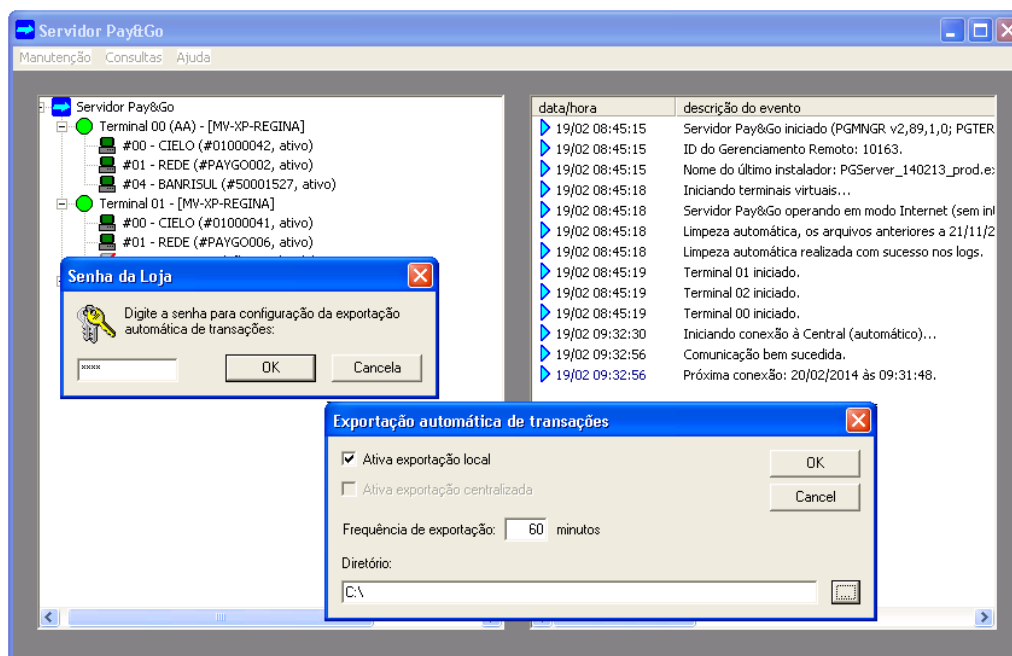 Servidor Pay&Go
Manutenção Consultas Ajuda
Servidor Pay&Go
Terminal 00 (AA) - [MV-XP-REGINA]
#00 - CIELO (#01000042, ativo)
#01 - REDE (#PAYGO002, ativo)
#04 - BANRISUL (#50001527, ativo)
Terminal 01 - [MV-XP-REGINA]
#00 - CIELO (#01000041, ativo)
#01 - REDE (#PAYGO006, ativo)
data/hora descrição do evento
19/02 08:45:15 Servidor Pay&Go iniciado (PGMNGR v2,89,1,0; PGTER
19/02 08:45:15 ID do Gerenciamento Remoto: 10163.
19/02 08:45:15 Nome do último instalador: PGServer_140213_prod.e
19/02 08:45:18 Iniciando terminais virtuais...
19/02 08:45:18 Servidor Pay&Go operando em modo Internet (sem in
19/02 08:45:18 Limpeza automática, os arquivos anteriores a 21/11/2
19/02 08:45:18 Limpeza automática realizada com sucesso nos logs.
19/02 08:45:19 Terminal 01 iniciado.
19/02 08:45:19 Terminal 02 iniciado.
19/02 08:45:19 Terminal 00 iniciado.
19/02 09:32:30 Iniciando conexão à Central (automático)...
19/02 09:32:56 Comunicação bem sucedida.
19/02 09:32:56 Próxima conexão: 20/02/2014 às 09:31:48.
Senha da Loja
Digite a senha para configuração da exportação
automática de transações:
xxxx OK Cancela
Exportação automática de transações
Ativa exportação local OK
Ativa exportação centralizada Cancel
Frequência de exportação: 60 minutos
Diretório:
C:\ ...